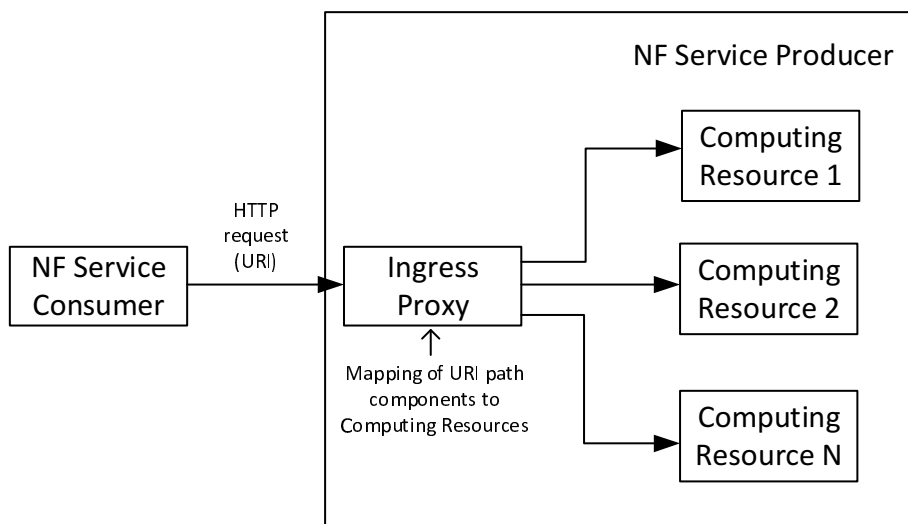 NF Service Producer
Computing
Resource 1
HTTP
request
(URI)
NF Service
Consumer
Ingress
Proxy
Computing
Resource 2
Mapping of URI path
components to
Computing Resources
Computing
Resource N